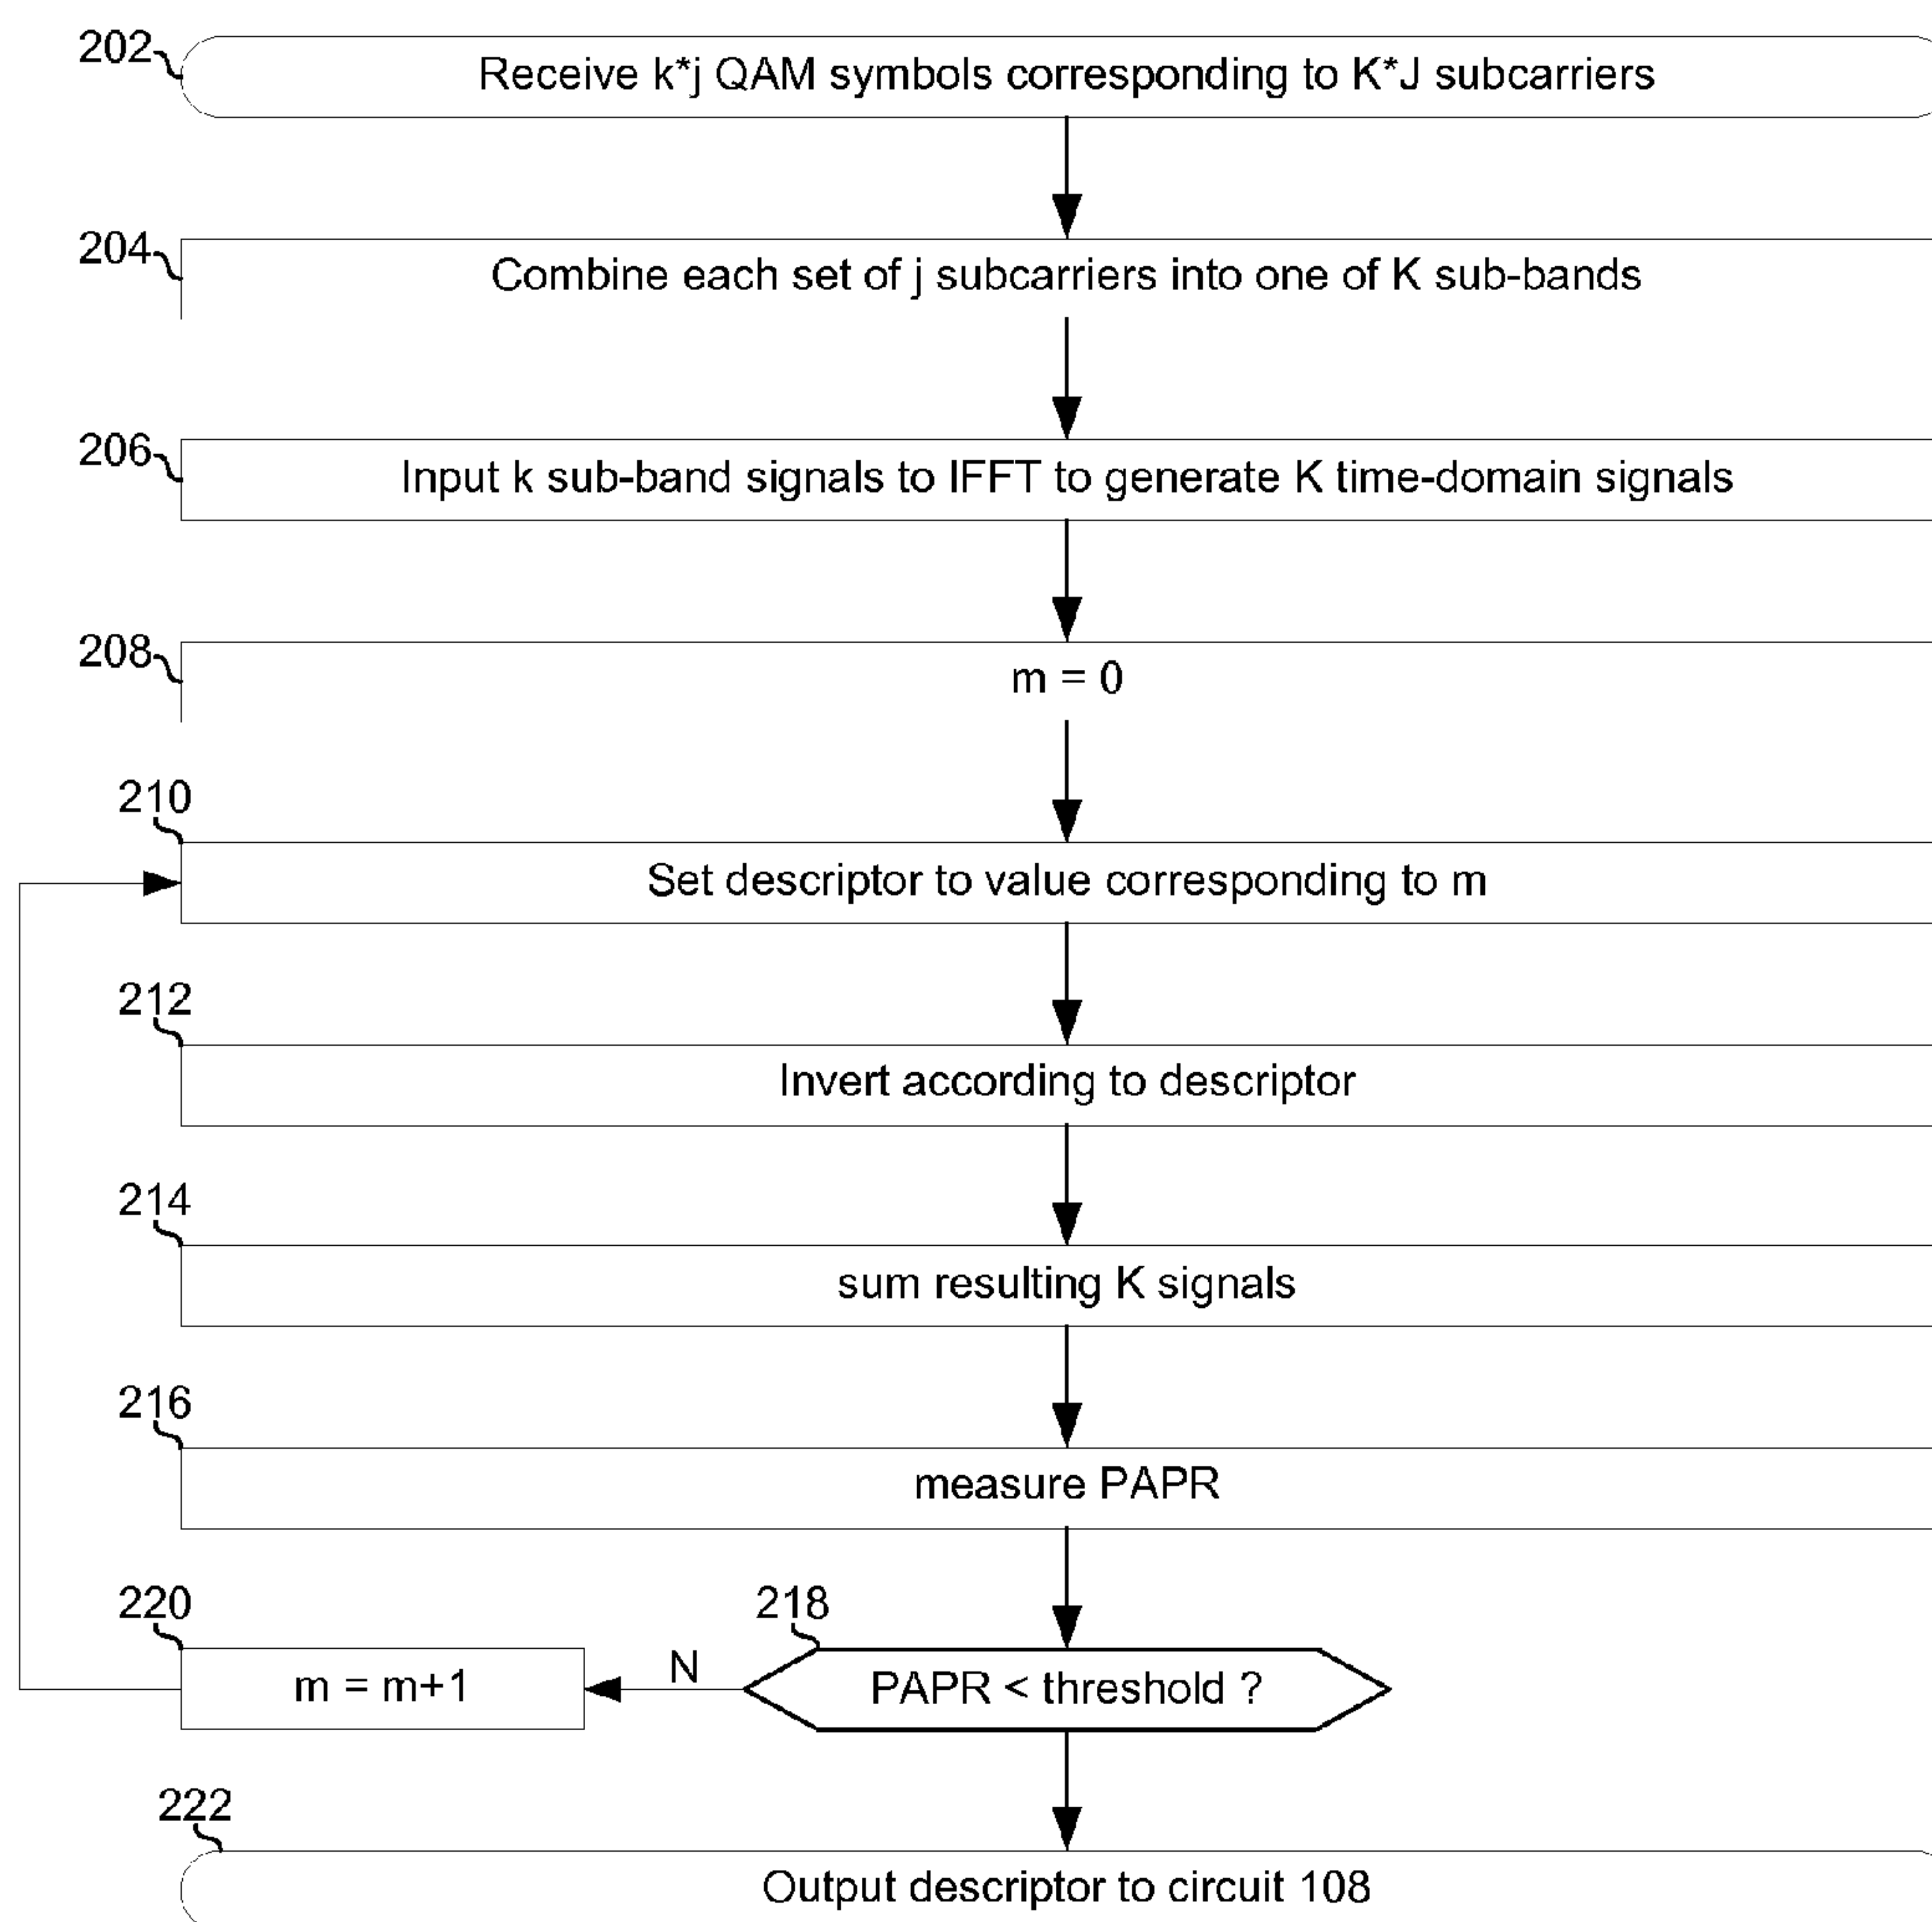 202
Receive k*j QAM symbols corresponding to K*J subcarriers
204
Combine each set of j subcarriers into one of K sub-bands
206
Input k sub-band signals to IFFT to generate K time-domain signals
208
m = 0
210
Set descriptor to value corresponding to m
212
Invert according to descriptor
214
sum resulting K signals
216
measure PAPR
220
218
m = m+1
N
PAPR < threshold ?
222
Output descriptor to circuit 108